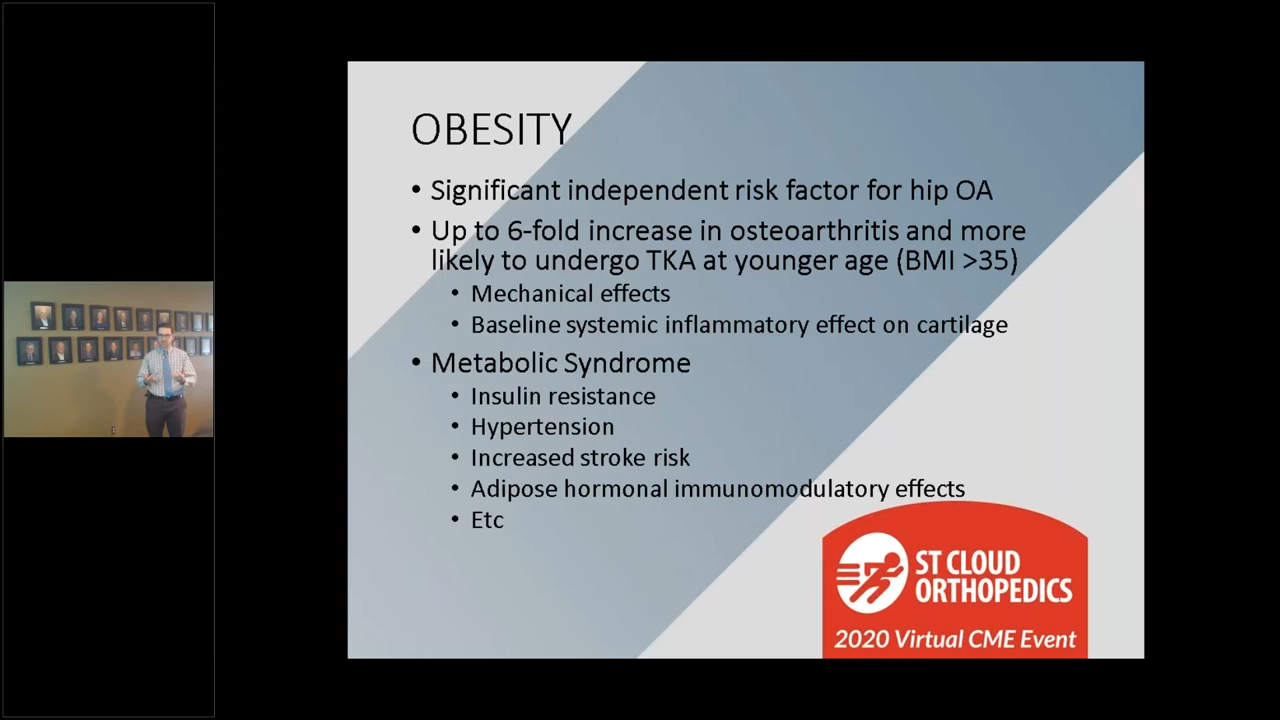 OBESITY
• Significant independent risk factor for hip OA
• Up to 6-fold increase in osteoarthritis and more
likely to undergo TKA at younger age (BMI >35)
• Mechanical effects
• Baseline systemic inflammatory effect on cartilage
• Metabolic Syndrome
• Insulin resistance
• Hypertension
• Increased stroke risk
• Adipose hormonal immunomodulatory effects
• Etc
ST CLOUD
ORTHOPEDICS
2020 Virtual CME Event